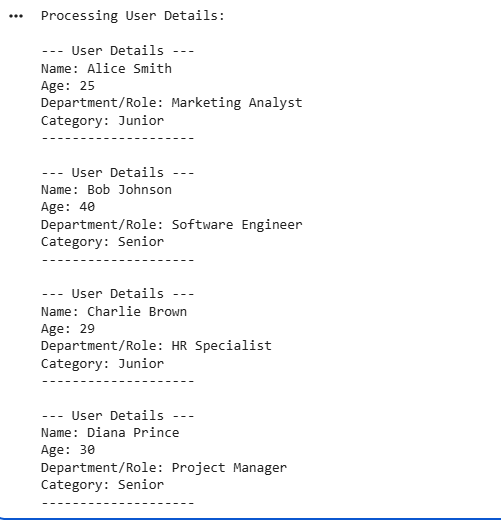 Processing User Details:
--- User Details ---
Name: Alice Smith
Age: 25
Department/Role: Marketing Analyst
Category: Junior
--------------------
--- User Details ---
Name: Bob Johnson
Age: 40
Department/Role: Software Engineer
Category: Senior
--------------------
--- User Details ---
Name: Charlie Brown
Age: 29
Department/Role: HR Specialist
Category: Junior
--------------------
--- User Details ---
Name: Diana Prince
Age: 30
Department/Role: Project Manager
Category: Senior
--------------------